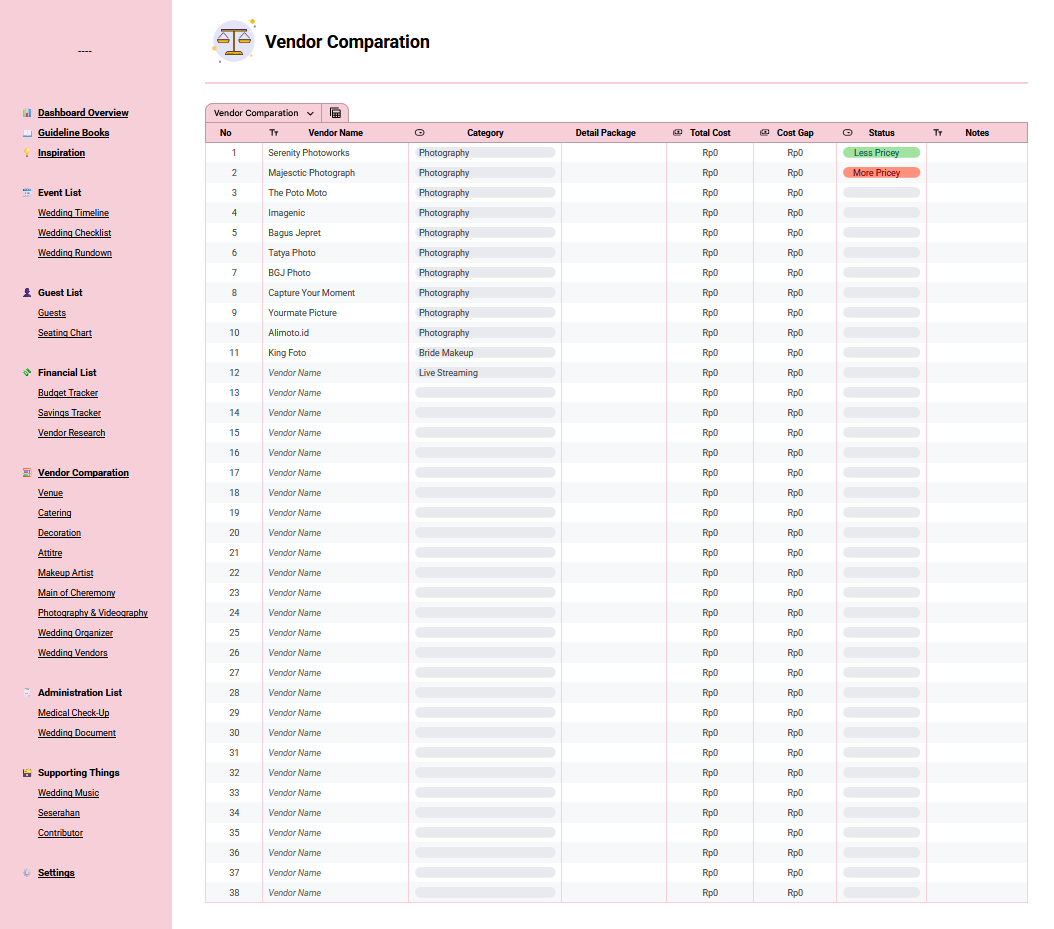 ----
Dashboard Overview
Guideline Books
Inspiration
Event List
Wedding Timeline
Wedding Checklist
Wedding Rundown
Guest List
Guests
Seating Chart
Financial List
Budget Tracker
Savings Tracker
Vendor Research
Vendor Comparation
Venue
Catering
Decoration
Attitre
Makeup Artist
Main of Cheremony
Photography & Videography
Wedding Organizer
Wedding Vendors
Administration List
Medical Check-Up
Wedding Document
Supporting Things
Wedding Music
Seserahan
Contributor
Settings
Vendor Comparation
Vendor Comparation
No Tт Vendor Name Category Detail Package Total Cost Cost Gap Status Tт Notes
1 Serenity Photoworks Photography Rp0 Rp0 Less Pricey
2 Majesctic Photograph Photography Rp0 Rp0 More Pricey
3 The Poto Moto Photography Rp0 Rp0
4 Imagenic Photography Rp0 Rp0
5 Bagus Jepret Photography Rp0 Rp0
6 Tatya Photo Photography Rp0 Rp0
7 BGJ Photo Photography Rp0 Rp0
8 Capture Your Moment Photography Rp0 Rp0
9 Yourmate Picture Photography Rp0 Rp0
10 Alimoto.id Photography Rp0 Rp0
11 King Foto Bride Makeup Rp0 Rp0
12 Vendor Name Live Streaming Rp0 Rp0
13 Vendor Name Rp0 Rp0
14 Vendor Name Rp0 Rp0
15 Vendor Name Rp0 Rp0
16 Vendor Name Rp0 Rp0
17 Vendor Name Rp0 Rp0
18 Vendor Name Rp0 Rp0
19 Vendor Name Rp0 Rp0
20 Vendor Name Rp0 Rp0
21 Vendor Name Rp0 Rp0
22 Vendor Name Rp0 Rp0
23 Vendor Name Rp0 Rp0
24 Vendor Name Rp0 Rp0
25 Vendor Name Rp0 Rp0
26 Vendor Name Rp0 Rp0
27 Vendor Name Rp0 Rp0
28 Vendor Name Rp0 Rp0
29 Vendor Name Rp0 Rp0
30 Vendor Name Rp0 Rp0
31 Vendor Name Rp0 Rp0
32 Vendor Name Rp0 Rp0
33 Vendor Name Rp0 Rp0
34 Vendor Name Rp0 Rp0
35 Vendor Name Rp0 Rp0
36 Vendor Name Rp0 Rp0
37 Vendor Name Rp0 Rp0
38 Vendor Name Rp0 Rp0